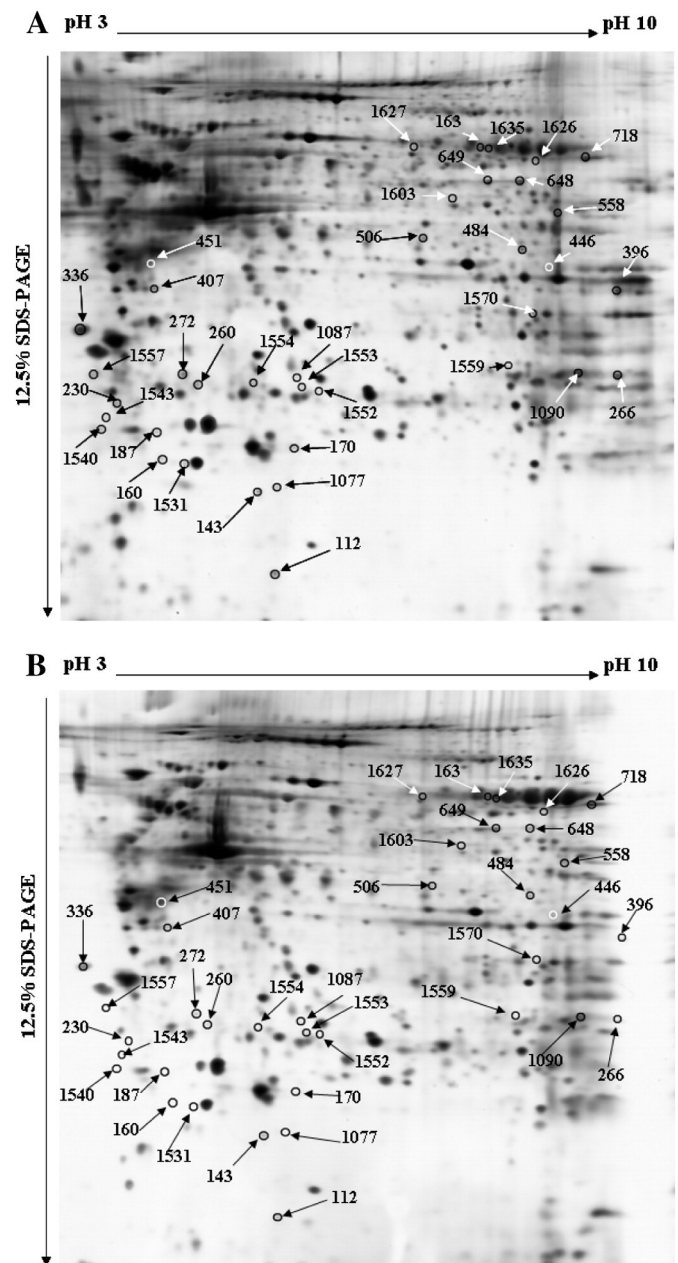 A pH 3 pH 10
12.5% SDS-PAGE
1627 163 1635 1626 718
649 648
1603 558
506 484 446 396
451
336 407
1570
272 260 1554 1087 1553
1557 1559
230 1543 1552 1090 266
1540 187 170
160 1531 1077
143
112
B pH 3 pH 10
12.5% SDS-PAGE
1627 163 1635 1626 718
649 648
1603 558
484
506 446
451 396
336 407
1570
272 260 1554 1087 1553
1557 1559
230 1543 1552 1090 266
1540 187 170
160 1531 1077
143
112